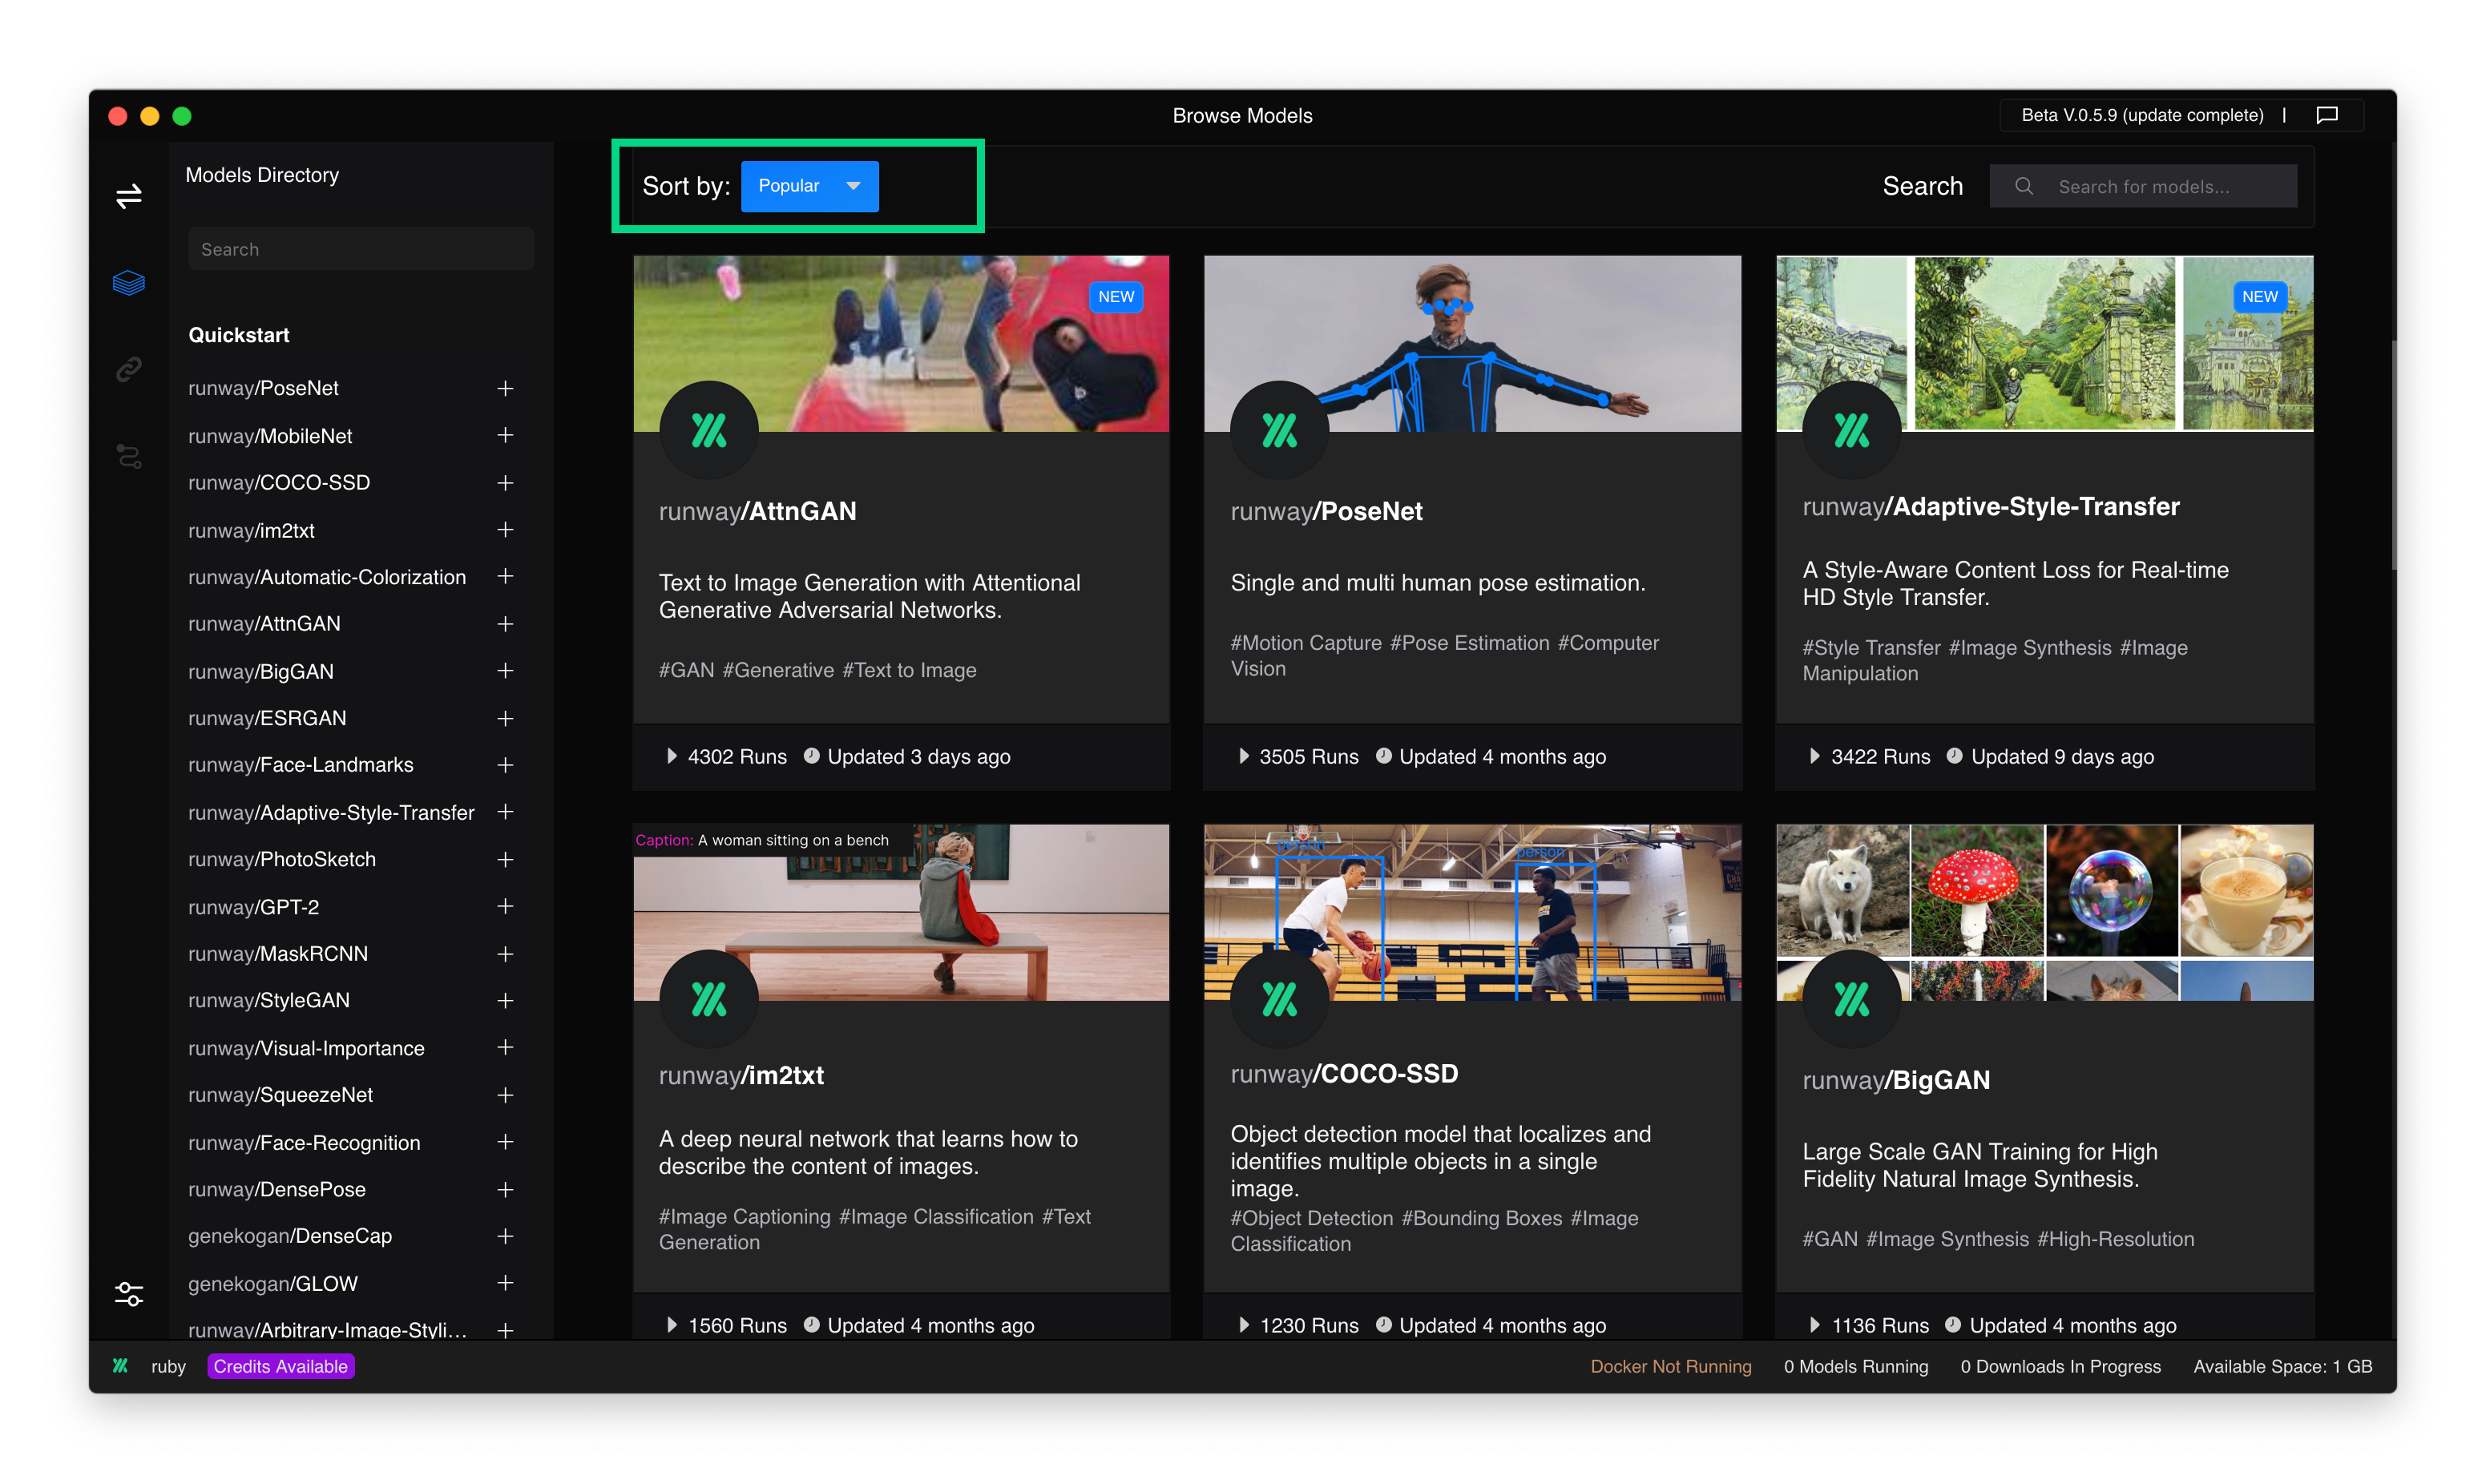 Browse Models
Beta V.0.5.9 (update complete) |
Models Directory
Search
Quickstart
runway/PoseNet +
runway/MobileNet +
runway/COCO-SSD +
runway/im2txt +
runway/Automatic-Colorization +
runway/AttnGAN +
runway/BigGAN +
runway/ESRGAN +
runway/Face-Landmarks +
runway/Adaptive-Style-Transfer +
runway/PhotoSketch +
runway/GPT-2 +
runway/MaskRCNN +
runway/StyleGAN +
runway/Visual-Importance +
runway/SqueezeNet +
runway/Face-Recognition +
runway/DensePose +
genekogan/DenseCap +
genekogan/GLOW +
runway/Arbitrary-Image-Styli... +
Sort by: Popular
Search Search for models...
NEW
runway/AttnGAN
Text to Image Generation with Attentional
Generative Adversarial Networks.
#GAN #Generative #Text to Image
4302 Runs Updated 3 days ago
runway/PoseNet
Single and multi human pose estimation.
#Motion Capture #Pose Estimation #Computer
Vision
3505 Runs Updated 4 months ago
NEW
runway/Adaptive-Style-Transfer
A Style-Aware Content Loss for Real-time
HD Style Transfer.
#Style Transfer #Image Synthesis #Image
Manipulation
3422 Runs Updated 9 days ago
Caption: A woman sitting on a bench
runway/im2txt
A deep neural network that learns how to
describe the content of images.
#Image Captioning #Image Classification #Text
Generation
1560 Runs Updated 4 months ago
person
person
runway/COCO-SSD
Object detection model that localizes and
identifies multiple objects in a single
image.
#Object Detection #Bounding Boxes #Image
Classification
1230 Runs Updated 4 months ago
runway/BigGAN
Large Scale GAN Training for High
Fidelity Natural Image Synthesis.
#GAN #Image Synthesis #High-Resolution
1136 Runs Updated 4 months ago
ruby Credits Available
Docker Not Running 0 Models Running 0 Downloads In Progress Available Space: 1 GB